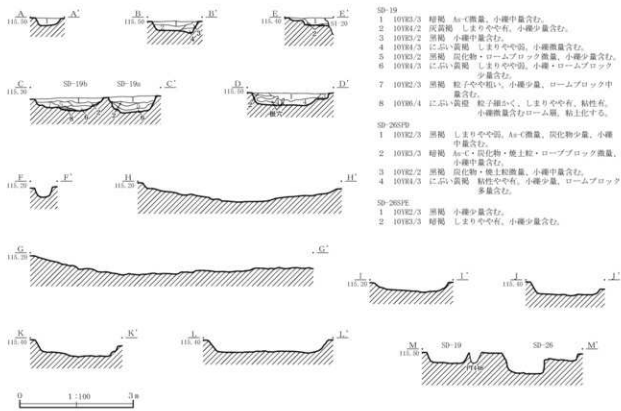 A A’ B B’ E E’
115.50 115.50 115.20
SD-19
1 10YR3/3 暗褐 As-C微量、小礫中量含む。
2 10YR4/2 灰黄褐 しまりやや有、小礫少量含む。
3 10YR3/2 黒褐 小礫中量含む。
4 10YR4/3 にぶい黄褐 しまりやや弱、小礫微量含む。
5 10YR3/2 黒褐 炭化物・ロームブロック微量、小礫少量含む。
6 10YR4/3 にぶい黄褐 しまりやや弱、小礫・ロームブロック
少量含む。
7 10YR2/3 黒褐 粒子やや粗い、小礫少量、ロームブロック中
量含む。
8 10YR6/4 にぶい黄橙 粒子細かく、しまりやや有、粘性有。
小礫微量含むローム層、粘土化する。
C SD-19b SD-19a C’ D D’
115.50 115.40
根穴
SD-26SPD
1 10YR2/3 黒褐 しまりやや弱、As-C微量、炭化物少量、小礫
中量含む。
2 10YR3/3 暗褐 As-C・炭化物・焼土粒・ローブブロック微量、
小礫中量含む。
3 10YR2/2 黒褐 炭化物・焼土粒微量、小礫少量含む。
4 10YR4/3 にぶい黄褐 粘性やや有、小礫少量、ロームブロック
多量含む。
SD-26SPE
1 10YR2/3 黒褐 小礫少量含む。
2 10YR3/3 暗褐 しまりやや有、小礫少量含む。
F F’ H H’
115.20 115.20
G G’
115.20
I I’ J J’
115.20 115.20
K K’ L L’
115.40 115.40
M SD-19 SD-26 M’
115.50
0 1:100 3m